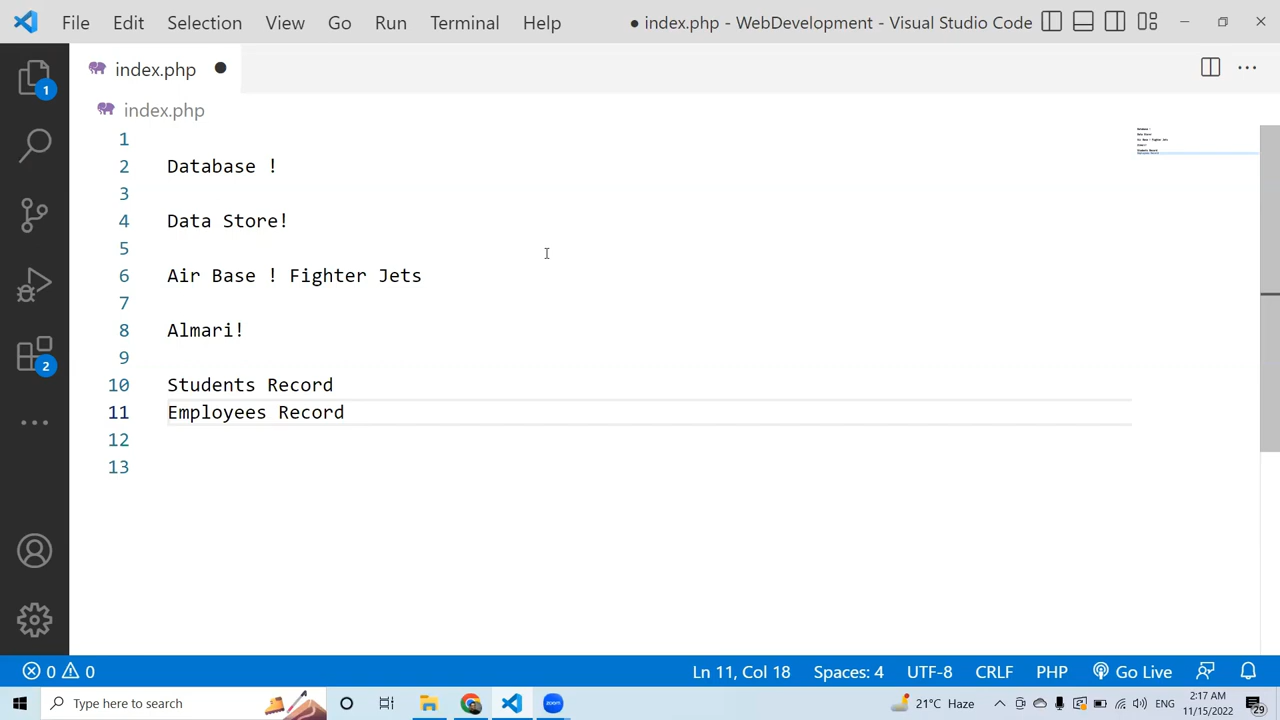 File Edit Selection View Go Run Terminal Help ● index.php - WebDevelopment - Visual Studio Code
index.php
index.php
1
2 Database !
3
4 Data Store!
5
6 Air Base ! Fighter Jets
7
8 Almari!
9
10 Students Record
11 Employees Record
12
13
1
2
0 0 Ln 11, Col 18 Spaces: 4 UTF-8 CRLF PHP Go Live
Type here to search zoom 21°C Haze ENG 2:17 AM 11/15/2022 29